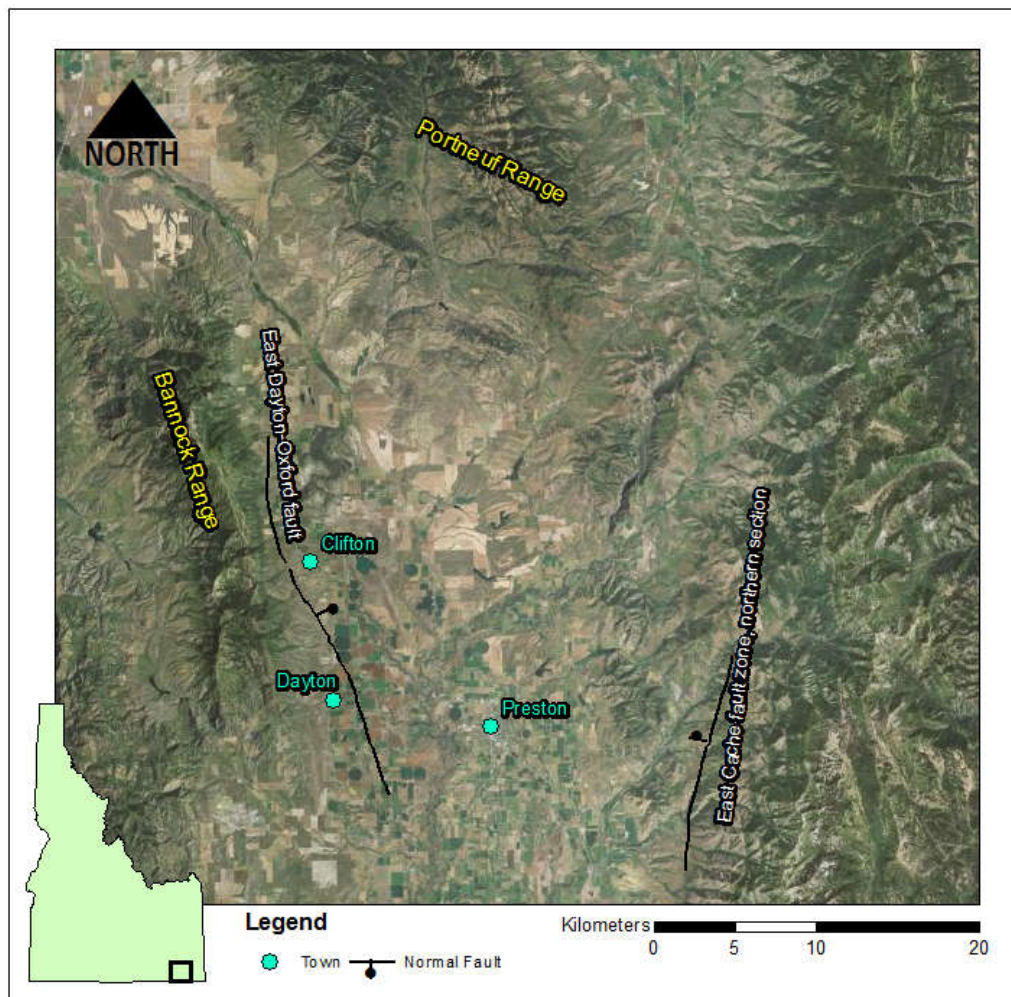 NORTH
Portneuf Range
East Dayton-Oxford fault
Bannock Range
Clifton
East Cache fault zone, northern section
Dayton
Preston
Legend
Town
Normal Fault
Kilometers
0 5 10 20